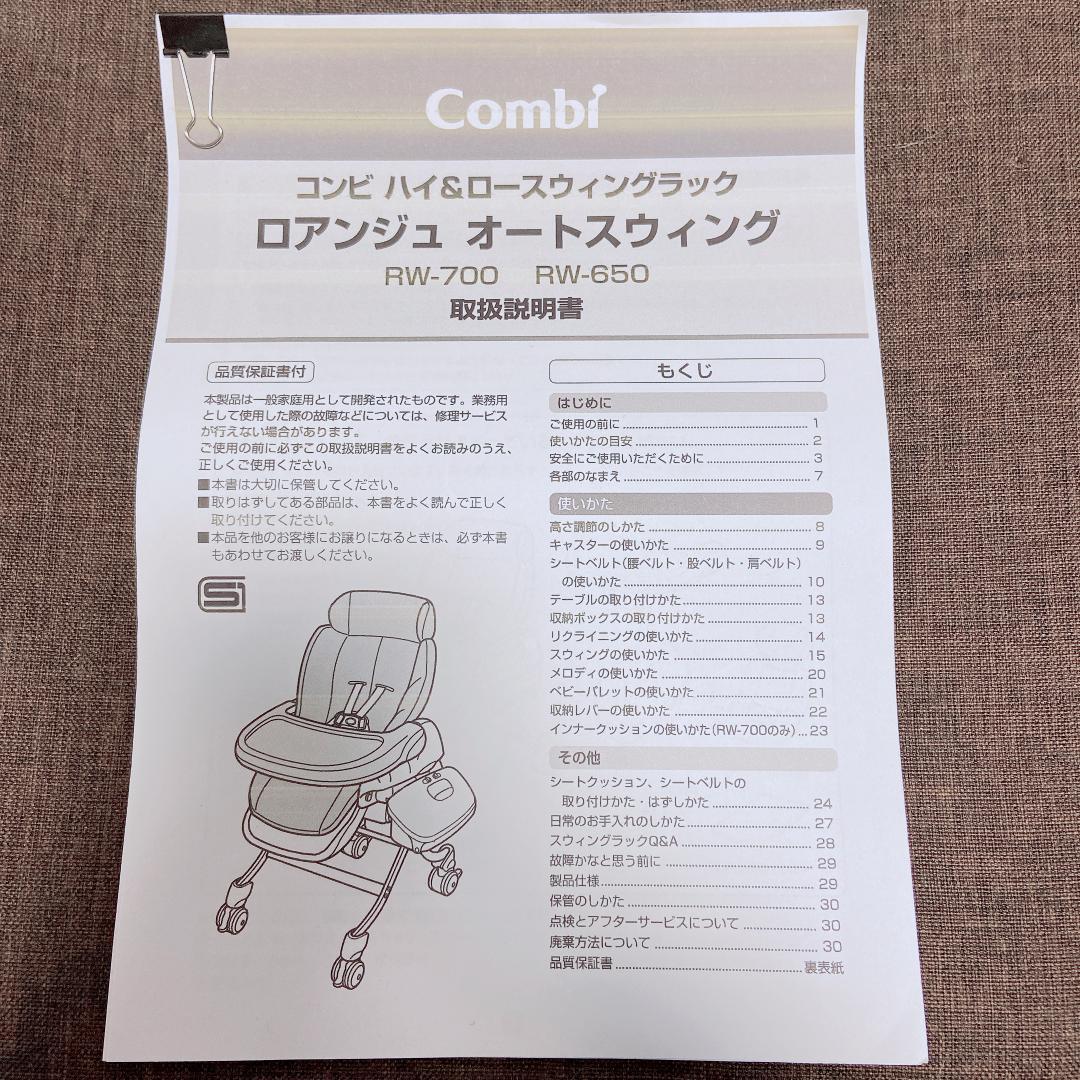 Combi
コンビ ハイ&ロースウィングラック
ロアンジュ オートスウィング
RW-700 RW-650
取扱説明書
品質保証書付
本製品は一般家庭用として開発されたものです。業務用
として使用した際の故障などについては、修理サービス
が行えない場合があります。
ご使用の前に必ずこの取扱説明書をよくお読みのうえ、
正しくご使用ください。
■本書は大切に保管してください。
■取りはずしてある部品は、本書をよく読んで正しく
取り付けてください。
■本品を他のお客様にお譲りになるときは、必ず本書
もあわせてお渡しください。
もくじ
はじめに
ご使用の前に 1
使いかたの目安 2
安全にご使用いただくために 3
各部のなまえ 7
使いかた
高さ調節のしかた 8
キャスターの使いかた 9
シートベルト(腰ベルト・股ベルト・肩ベルト)
の使いかた 10
テーブルの取り付けかた 13
収納ボックスの取り付けかた 13
リクライニングの使いかた 14
スウィングの使いかた 15
メロディの使いかた 20
ベビーパレットの使いかた 21
収納レバーの使いかた 22
インナークッションの使いかた(RW-700のみ) 23
その他
シートクッション、シートベルトの
取り付けかた・はずしかた 24
日常のお手入れのしかた 27
スウィングラックQ&A 28
故障かなと思う前に 29
製品仕様 29
保管のしかた 30
点検とアフターサービスについて 30
廃棄方法について 30
品質保証書 裏表紙